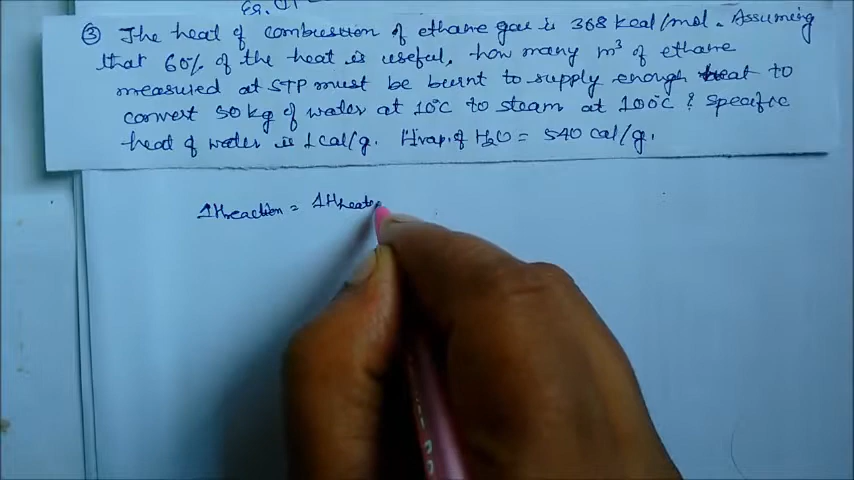 ③ The heat of combustion of ethane gas is 368 kcal/mol. Assuming
that 60% of the heat is useful, how many m³ of ethane
measured at STP must be burnt to supply enough heat to
convert 50kg of water at 10°C to steam at 100°C ? specific
heat of water is 1 cal/g. Hvap. of H₂O = 540 cal/g.
ΔHreaction = ΔHheat